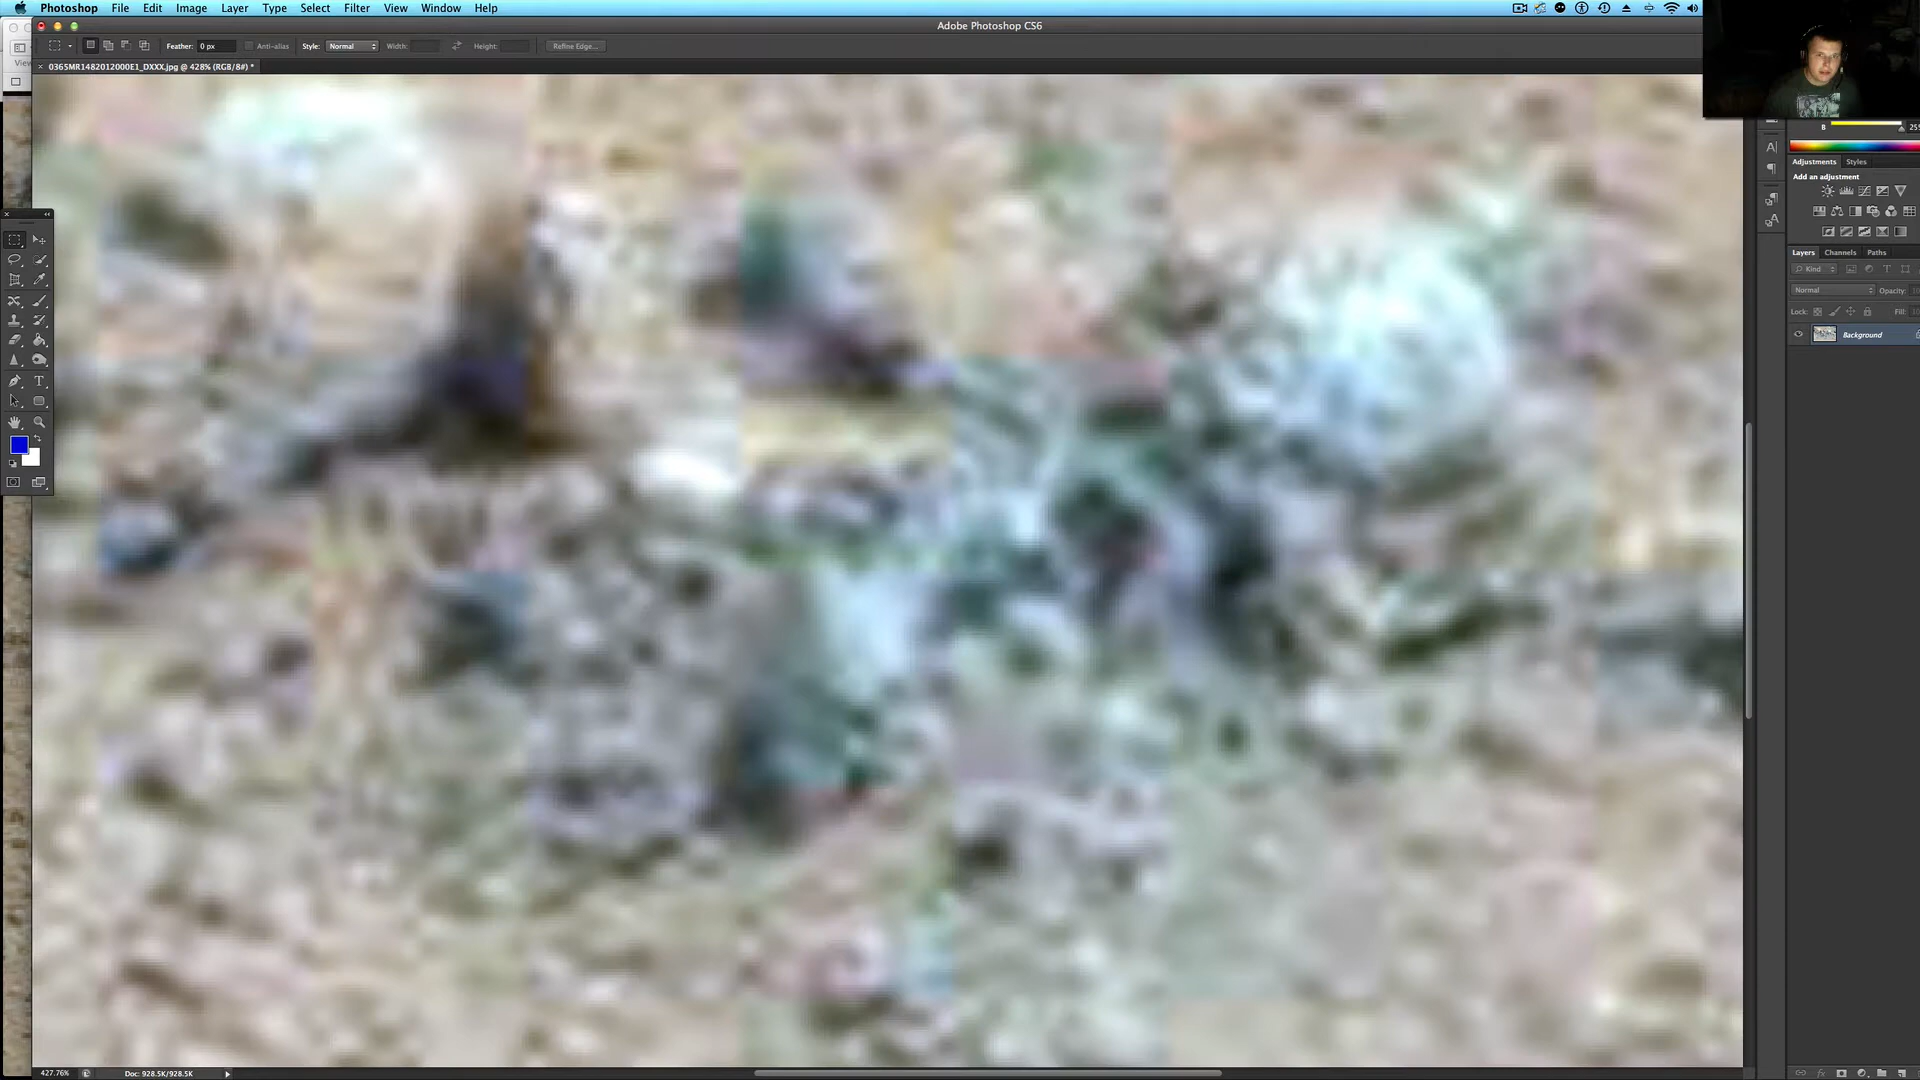 Photoshop File Edit Image Layer Type Select Filter View Window Help
Adobe Photoshop CS6
Feather: 0 px Anti-alias Style: Normal Width: Height: Refine Edge...
View
× 0365MR1482012000E1_DXXX.jpg @ 428% (RGB/8#) *
B 255
Adjustments Styles
Add an adjustment
Layers Channels Paths
Kind
Normal Opacity:
Lock: Fill:
Background
427.76% Doc: 928.5K/928.5K